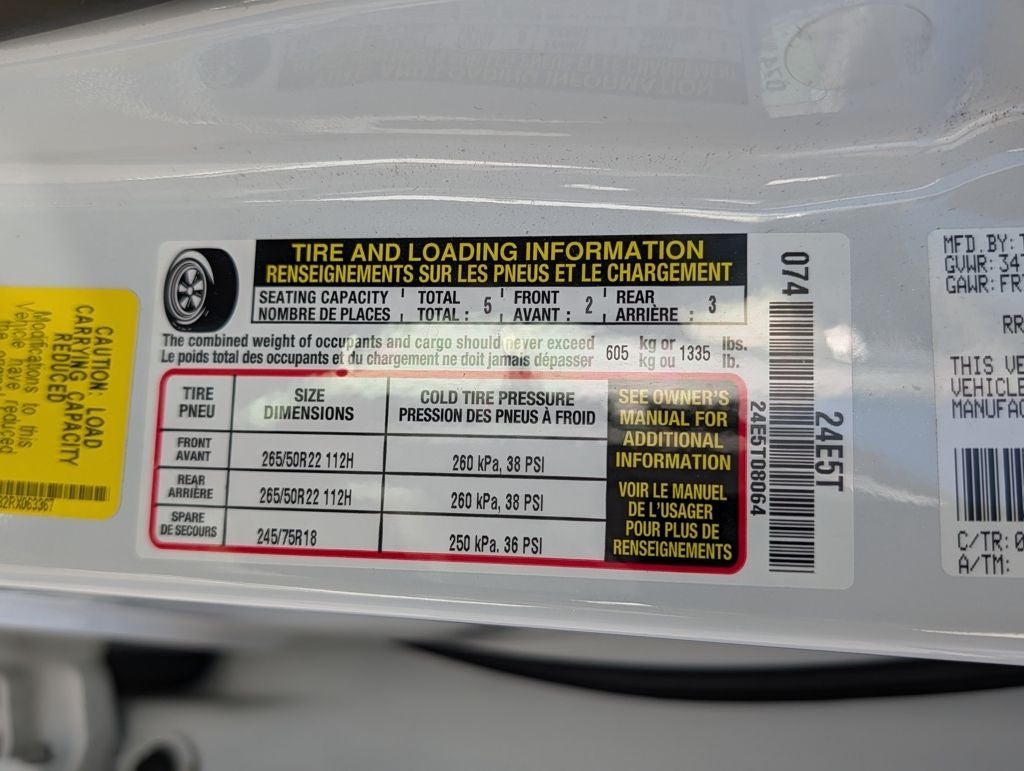 CAUTION: LOAD
CARRYING CAPACITY
REDUCED
Modifications to this
vehicle have reduced
TIRE AND LOADING INFORMATION
RENSEIGNEMENTS SUR LES PNEUS ET LE CHARGEMENT
SEATING CAPACITY TOTAL FRONT REAR
NOMBRE DE PLACES TOTAL : 5 AVANT : 2 ARRIÈRE : 3
The combined weight of occupants and cargo should never exceed 605 kg or 1335 lbs.
Le poids total des occupants et du chargement ne doit jamais dépasser kg ou lb.
TIRE SIZE COLD TIRE PRESSURE
PNEU DIMENSIONS PRESSION DES PNEUS À FROID
FRONT
AVANT 265/50R22 112H 260 kPa, 38 PSI
REAR
ARRIÈRE 265/50R22 112H 260 kPa, 38 PSI
SPARE
DE SECOURS 245/75R18 250 kPa. 36 PSI
SEE OWNER'S
MANUAL FOR
ADDITIONAL
INFORMATION
VOIR LE MANUEL
DE L'USAGER
POUR PLUS DE
RENSEIGNEMENTS
074
24E5T08064
24E5T
MFD.BY:T
GVWR:347
GAWR:FRT
RR
THIS VE
VEHICLE
MANUFAC
C/TR:0
A/TM: